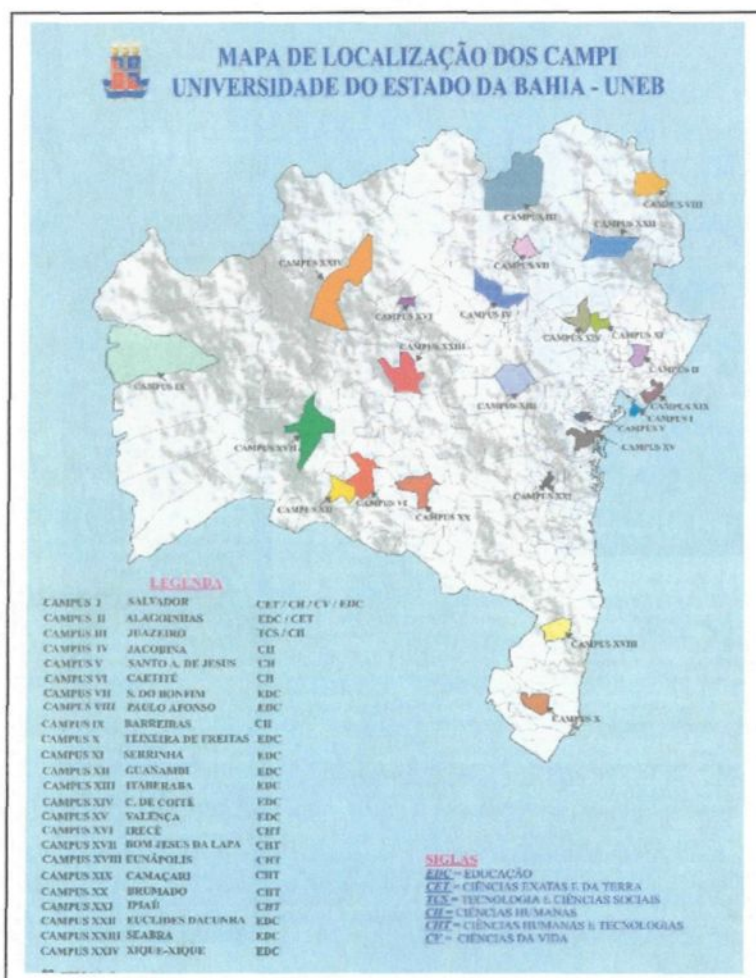 MAPA DE LOCALIZAÇÃO DOS CAMPI
UNIVERSIDADE DO ESTADO DA BAHIA - UNEB
CAMPUS III
CAMPUS VIII
CAMPUS XXII
CAMPUS VII
CAMPUS XXIV
CAMPUS XVI
CAMPUS IV
CAMPUS XIV
CAMPUS XI
CAMPUS II
CAMPUS XXIII
CAMPUS IX
CAMPUS XIII
CAMPUS XIX
CAMPUS I
CAMPUS V
CAMPUS XV
CAMPUS XVII
CAMPUS XXI
CAMPUS XII
CAMPUS VI
CAMPUS XX
CAMPUS XVIII
CAMPUS X
LEGENDA
CAMPUS I SALVADOR CET / CH / CV / EDC
CAMPUS II ALAGOINHAS EDC / CET
CAMPUS III JUAZEIRO TCS / CH
CAMPUS IV JACOBINA CH
CAMPUS V SANTO A. DE JESUS CH
CAMPUS VI CAETITÉ CH
CAMPUS VII S. DO BONFIM EDC
CAMPUS VIII PAULO AFONSO EDC
CAMPUS IX BARREIRAS CH
CAMPUS X TEIXEIRA DE FREITAS EDC
CAMPUS XI SERRINHA EDC
CAMPUS XII GUANAMBI EDC
CAMPUS XIII ITABERABA EDC
CAMPUS XIV C. DE COITÉ EDC
CAMPUS XV VALENÇA EDC
CAMPUS XVI IRECÊ CHT
CAMPUS XVII BOM JESUS DA LAPA CHT
CAMPUS XVIII EUNÁPOLIS CHT
CAMPUS XIX CAMAÇARI CHT
CAMPUS XX BRUMADO CHT
CAMPUS XXI IPIAÚ CHT
CAMPUS XXII EUCLIDES DACUNHA EDC
CAMPUS XXIII SEABRA EDC
CAMPUS XXIV XIQUE-XIQUE EDC
SIGLAS
EDC = EDUCAÇÃO
CET = CIÊNCIAS EXATAS E DA TERRA
TCS = TECNOLOGIA E CIÊNCIAS SOCIAIS
CH = CIÊNCIAS HUMANAS
CHT = CIÊNCIAS HUMANAS E TECNOLOGIAS
CV = CIÊNCIAS DA VIDA